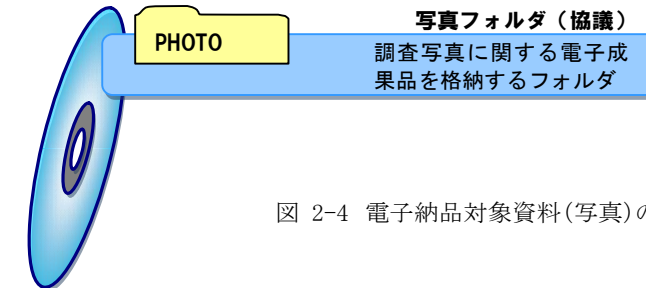 写真フォルダ（協議）
PHOTO
調査写真に関する電子成
果品を格納するフォルダ
図 2-4 電子納品対象資料(写真)の